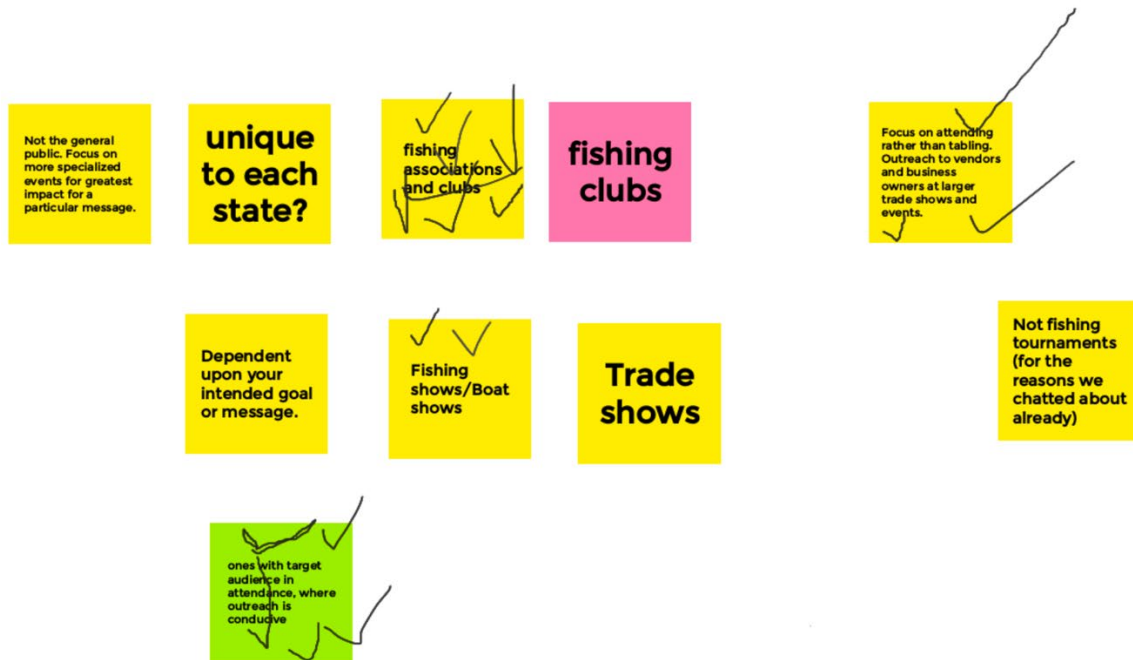 Not the general
public. Focus on
more specialized
events for greatest
impact for a
particular message.
unique
to each
state?
fishing
associations
and clubs
fishing
clubs
Focus on attending
rather than tabling.
Outreach to vendors
and business
owners at larger
trade shows and
events.
Dependent
upon your
intended goal
or message.
Fishing
shows/Boat
shows
Trade
shows
Not fishing
tournaments
(for the
reasons we
chatted about
already)
ones with target
audience in
attendance, where
outreach is
conducive